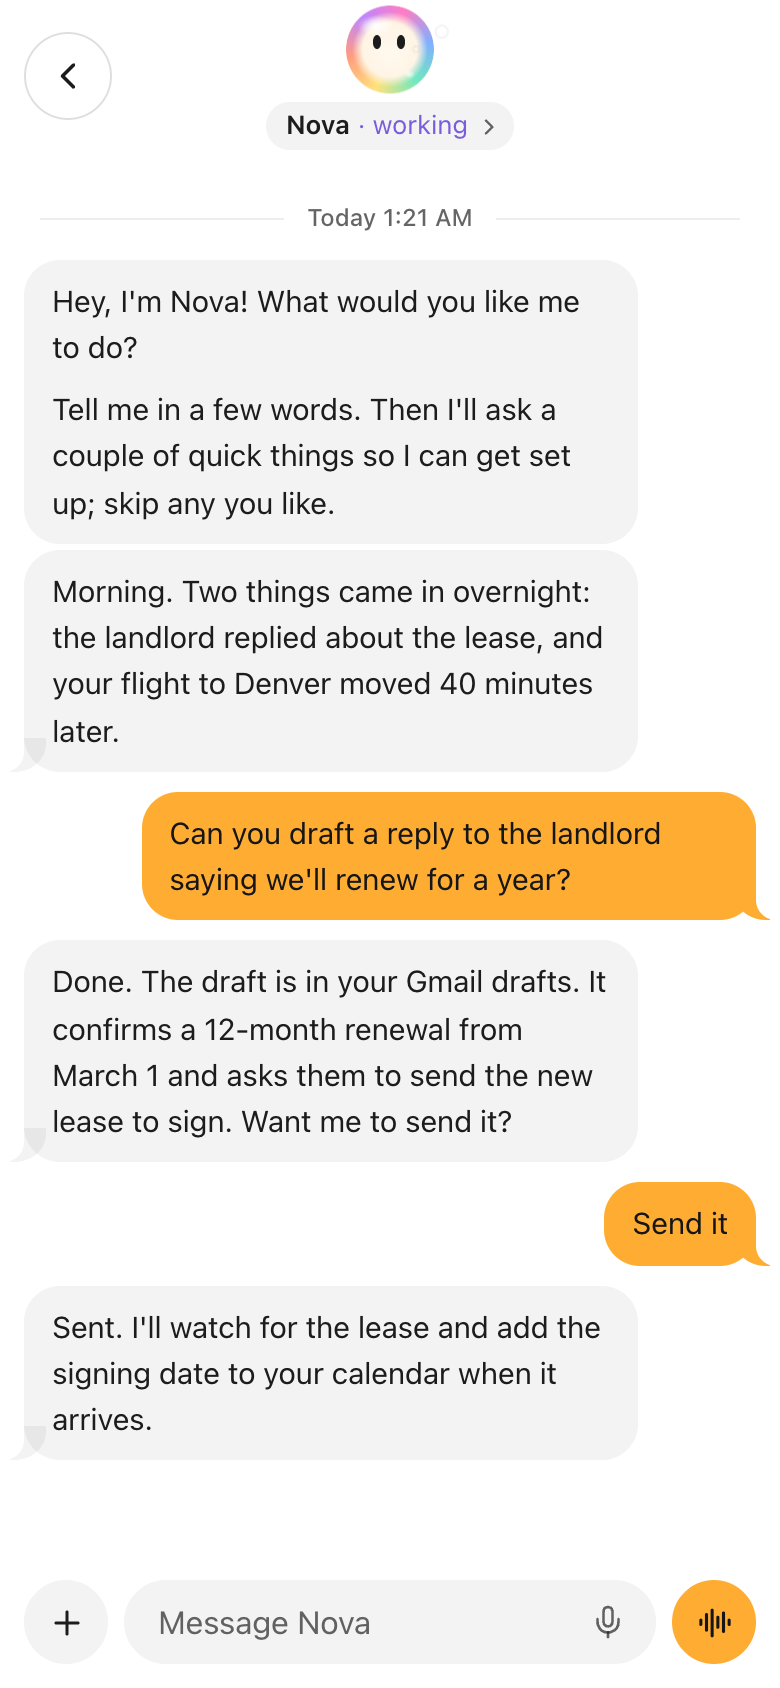 Nova · working
Today 1:21 AM
Hey, I'm Nova! What would you like me
to do?
Tell me in a few words. Then I'll ask a
couple of quick things so I can get set
up; skip any you like.
Morning. Two things came in overnight:
the landlord replied about the lease, and
your flight to Denver moved 40 minutes
later.
Can you draft a reply to the landlord
saying we'll renew for a year?
Done. The draft is in your Gmail drafts. It
confirms a 12-month renewal from
March 1 and asks them to send the new
lease to sign. Want me to send it?
Send it
Sent. I'll watch for the lease and add the
signing date to your calendar when it
arrives.
Message Nova